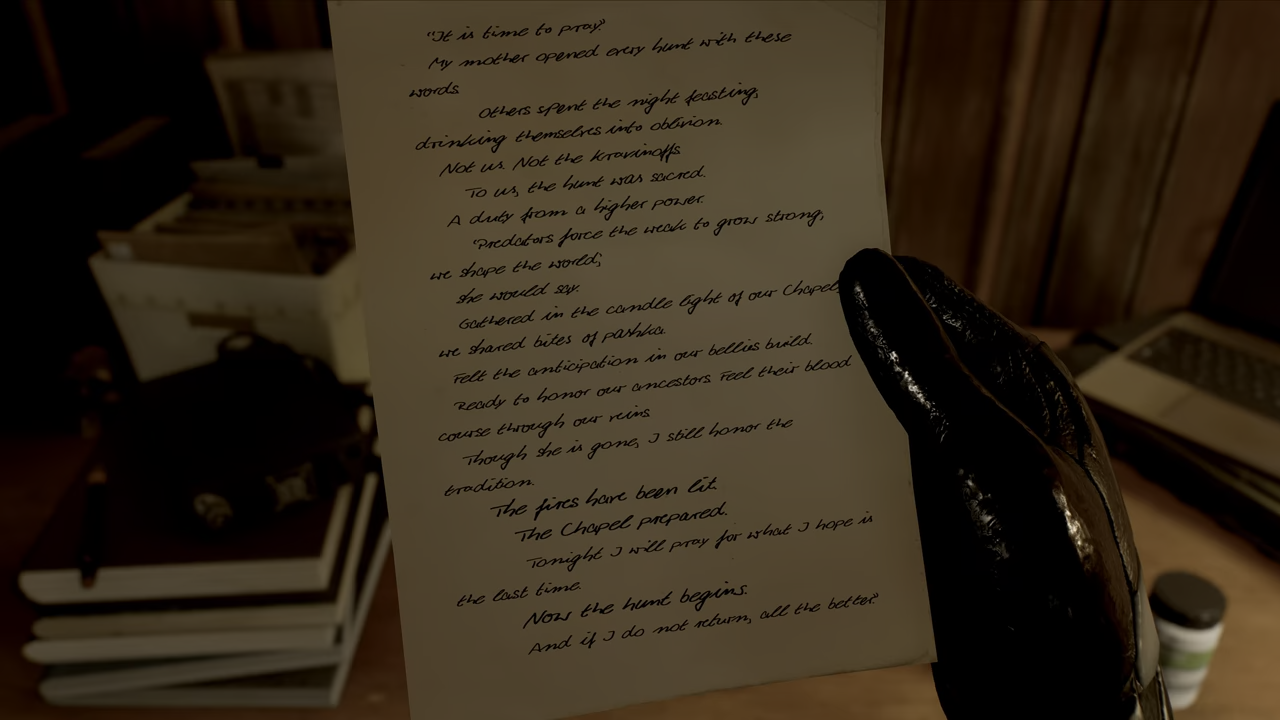 "It is time to pray."
My mother opened every hunt with these
words.
Others spent the night feasting,
drinking themselves into oblivion.
Not us. Not the Kravinoffs
To us, the hunt was sacred.
A duty from a higher power.
"Predators force the weak to grow strong,
we shape the world,"
she would say.
Gathered in the candle light of our Chapel
we shared bites of pashka.
Felt the anticipation in our bellies build.
Ready to honor our ancestors. Feel their blood
course through our veins.
Though she is gone, I still honor the
tradition.
The fires have been lit.
The Chapel prepared.
Tonight I will pray for what I hope is
the last time.
Now the hunt begins.
And if I do not return, all the better."